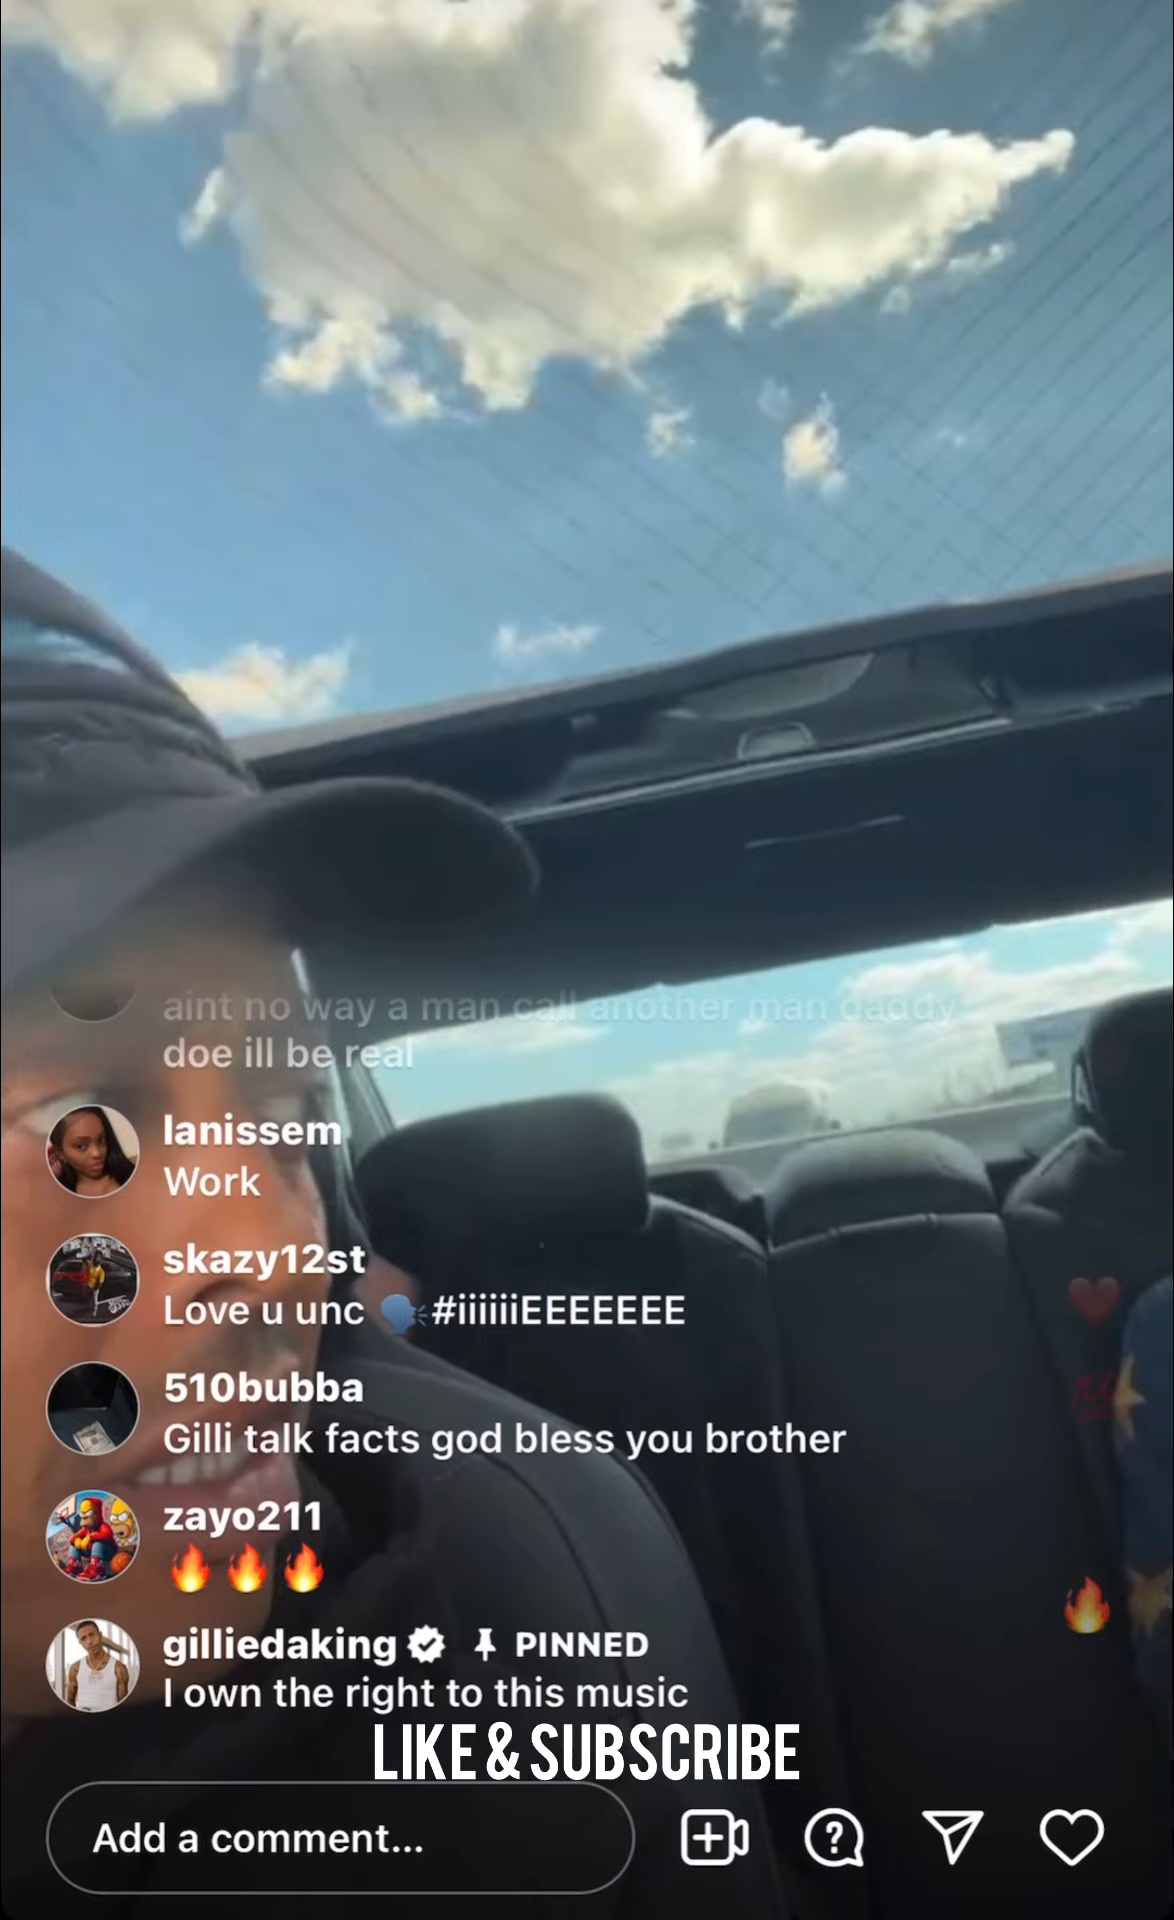 aint no way a man call another man daddy
doe ill be real
lanissem
Work
skazy12st
Love u unc 🗣️#iiiiiiEEEEEEE
510bubba
Gilli talk facts god bless you brother
zayo211
🔥🔥🔥
gilliedaking PINNED
I own the right to this music
LIKE & SUBSCRIBE
Add a comment...